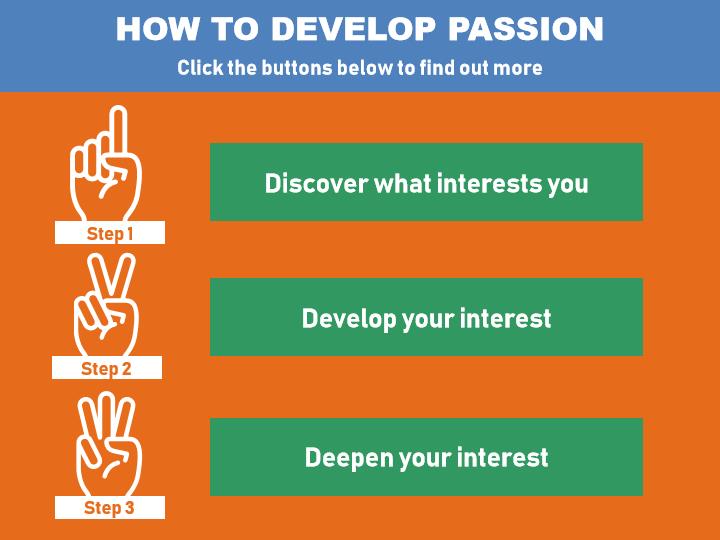 HOW TO DEVELOP PASSION
Click the buttons below to find out more
Discover what interests you
Step 1
Develop your interest
Step 2
Deepen your interest
Step 3